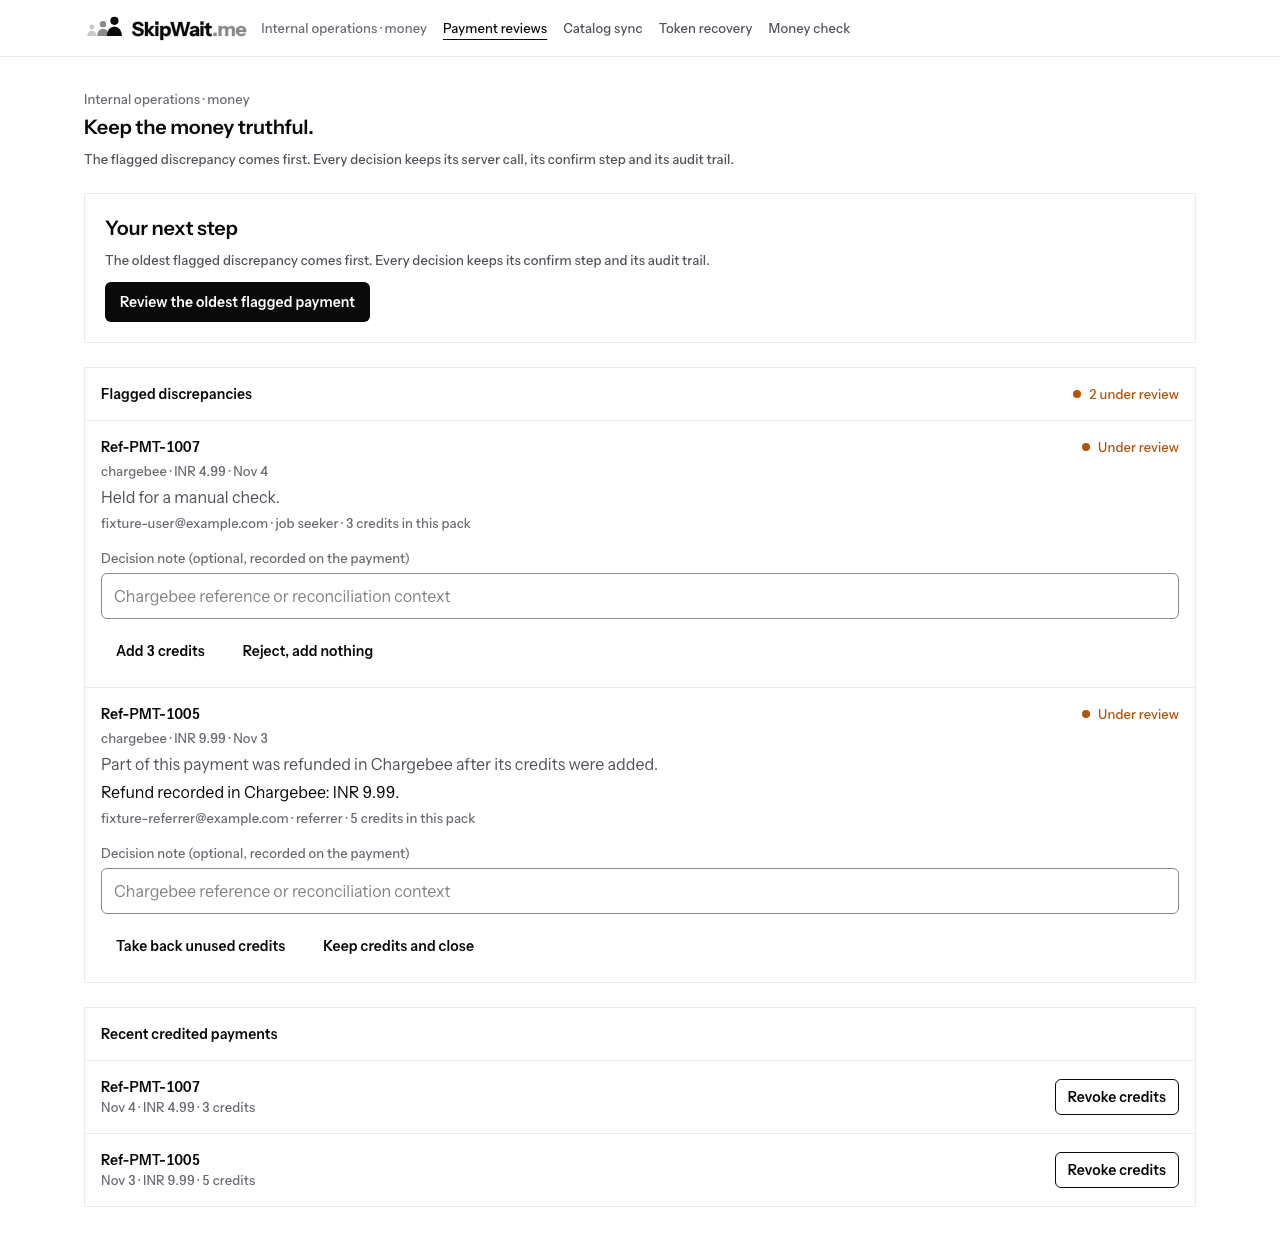 SkipWait.me Internal operations · money Payment reviews Catalog sync Token recovery Money check
Internal operations · money
Keep the money truthful.
The flagged discrepancy comes first. Every decision keeps its server call, its confirm step and its audit trail.
Your next step
The oldest flagged discrepancy comes first. Every decision keeps its confirm step and its audit trail.
Review the oldest flagged payment
Flagged discrepancies 2 under review
Ref-PMT-1007 Under review
chargebee · INR 4.99 · Nov 4
Held for a manual check.
fixture-user@example.com · job seeker · 3 credits in this pack
Decision note (optional, recorded on the payment)
Chargebee reference or reconciliation context
Add 3 credits Reject, add nothing
Ref-PMT-1005 Under review
chargebee · INR 9.99 · Nov 3
Part of this payment was refunded in Chargebee after its credits were added.
Refund recorded in Chargebee: INR 9.99.
fixture-referrer@example.com · referrer · 5 credits in this pack
Decision note (optional, recorded on the payment)
Chargebee reference or reconciliation context
Take back unused credits Keep credits and close
Recent credited payments
Ref-PMT-1007
Nov 4 · INR 4.99 · 3 credits
Revoke credits
Ref-PMT-1005
Nov 3 · INR 9.99 · 5 credits
Revoke credits